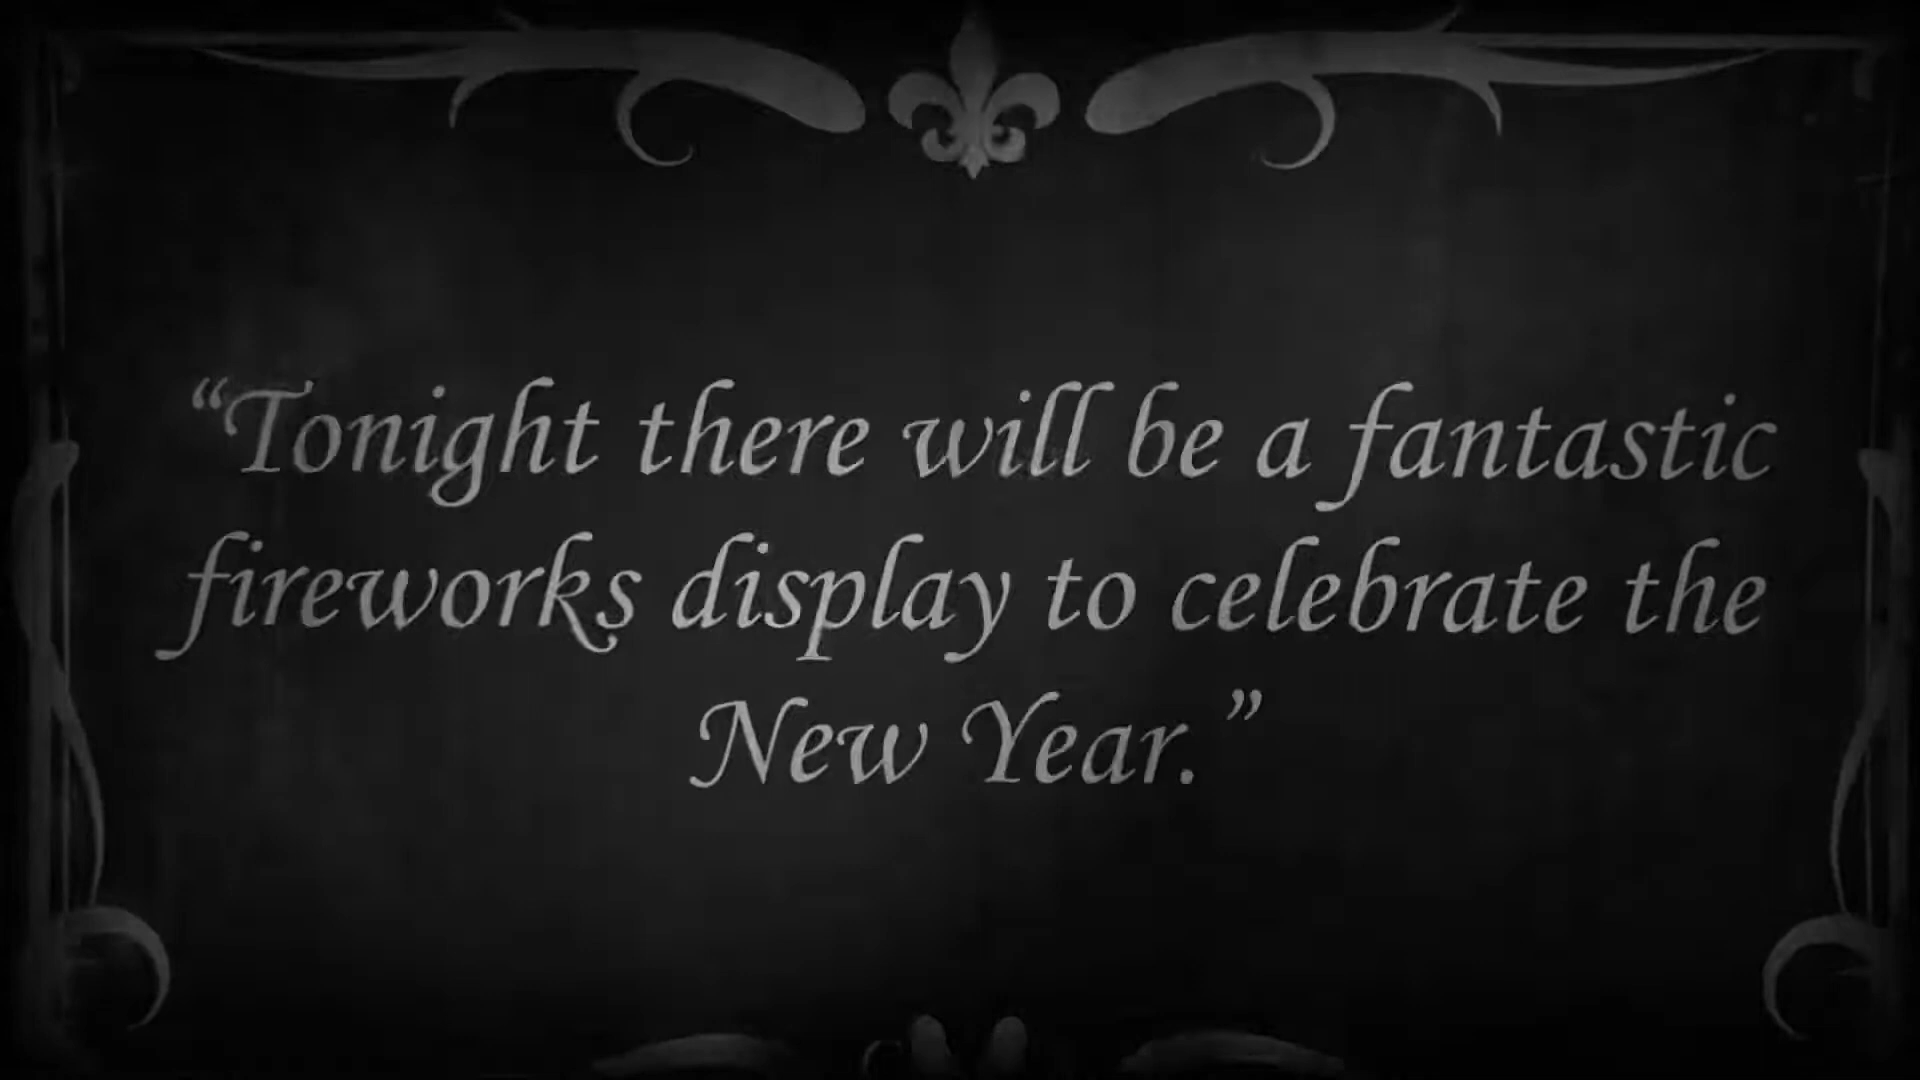 “Tonight there will be a fantastic
fireworks display to celebrate the
New Year.”